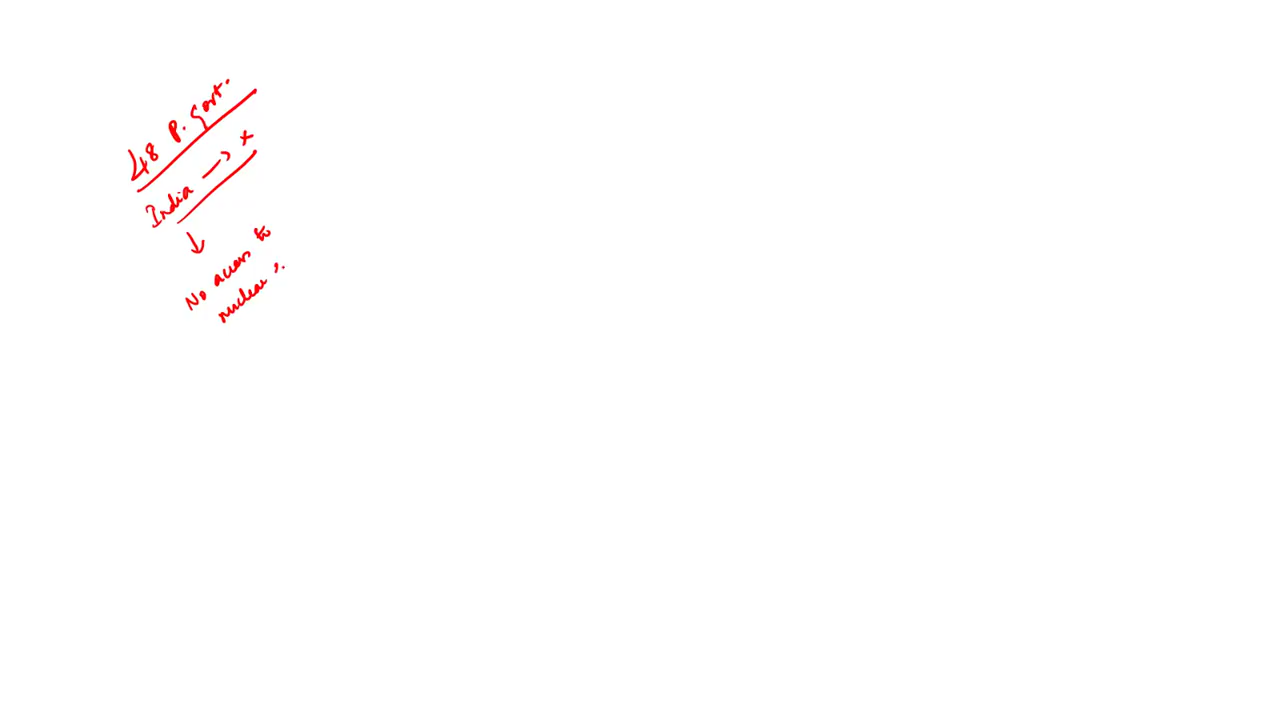 48 P. Govt.
India → ×
↓
No access to
nuclear